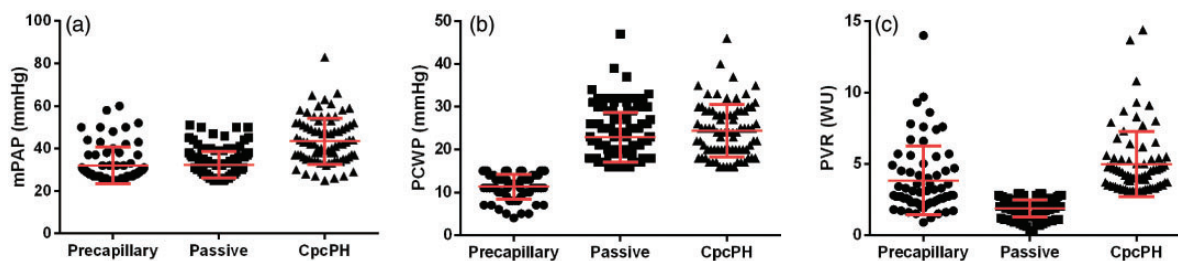 (a)
mPAP (mmHg)
100
80
60
40
20
0
Precapillary Passive CpcPH
(b)
PCWP (mmHg)
50
40
30
20
10
0
Precapillary Passive CpcPH
(c)
PVR (WU)
15
10
5
0
Precapillary Passive CpcPH